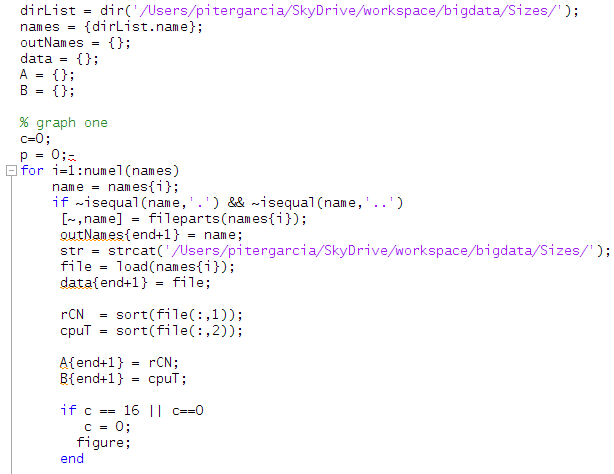 dirList = dir('/Users/pitergarcia/SkyDrive/workspace/bigdata/Sizes/');
names = {dirList.name};
outNames = {};
data = {};
A = {};
B = {};
% graph one
c=0;
p = 0;-
for i=1:numel(names)
name = names{i};
if ~isequal(name,'.') && ~isequal(name,'..')
[~,name] = fileparts(names{i});
outNames{end+1} = name;
str = strcat('/Users/pitergarcia/SkyDrive/workspace/bigdata/Sizes/');
file = load(names{i});
data{end+1} = file;
rCN = sort(file(:,1));
cpuT = sort(file(:,2));
A{end+1} = rCN;
B{end+1} = cpuT;
if c == 16 || c==0
c = 0;
figure;
end